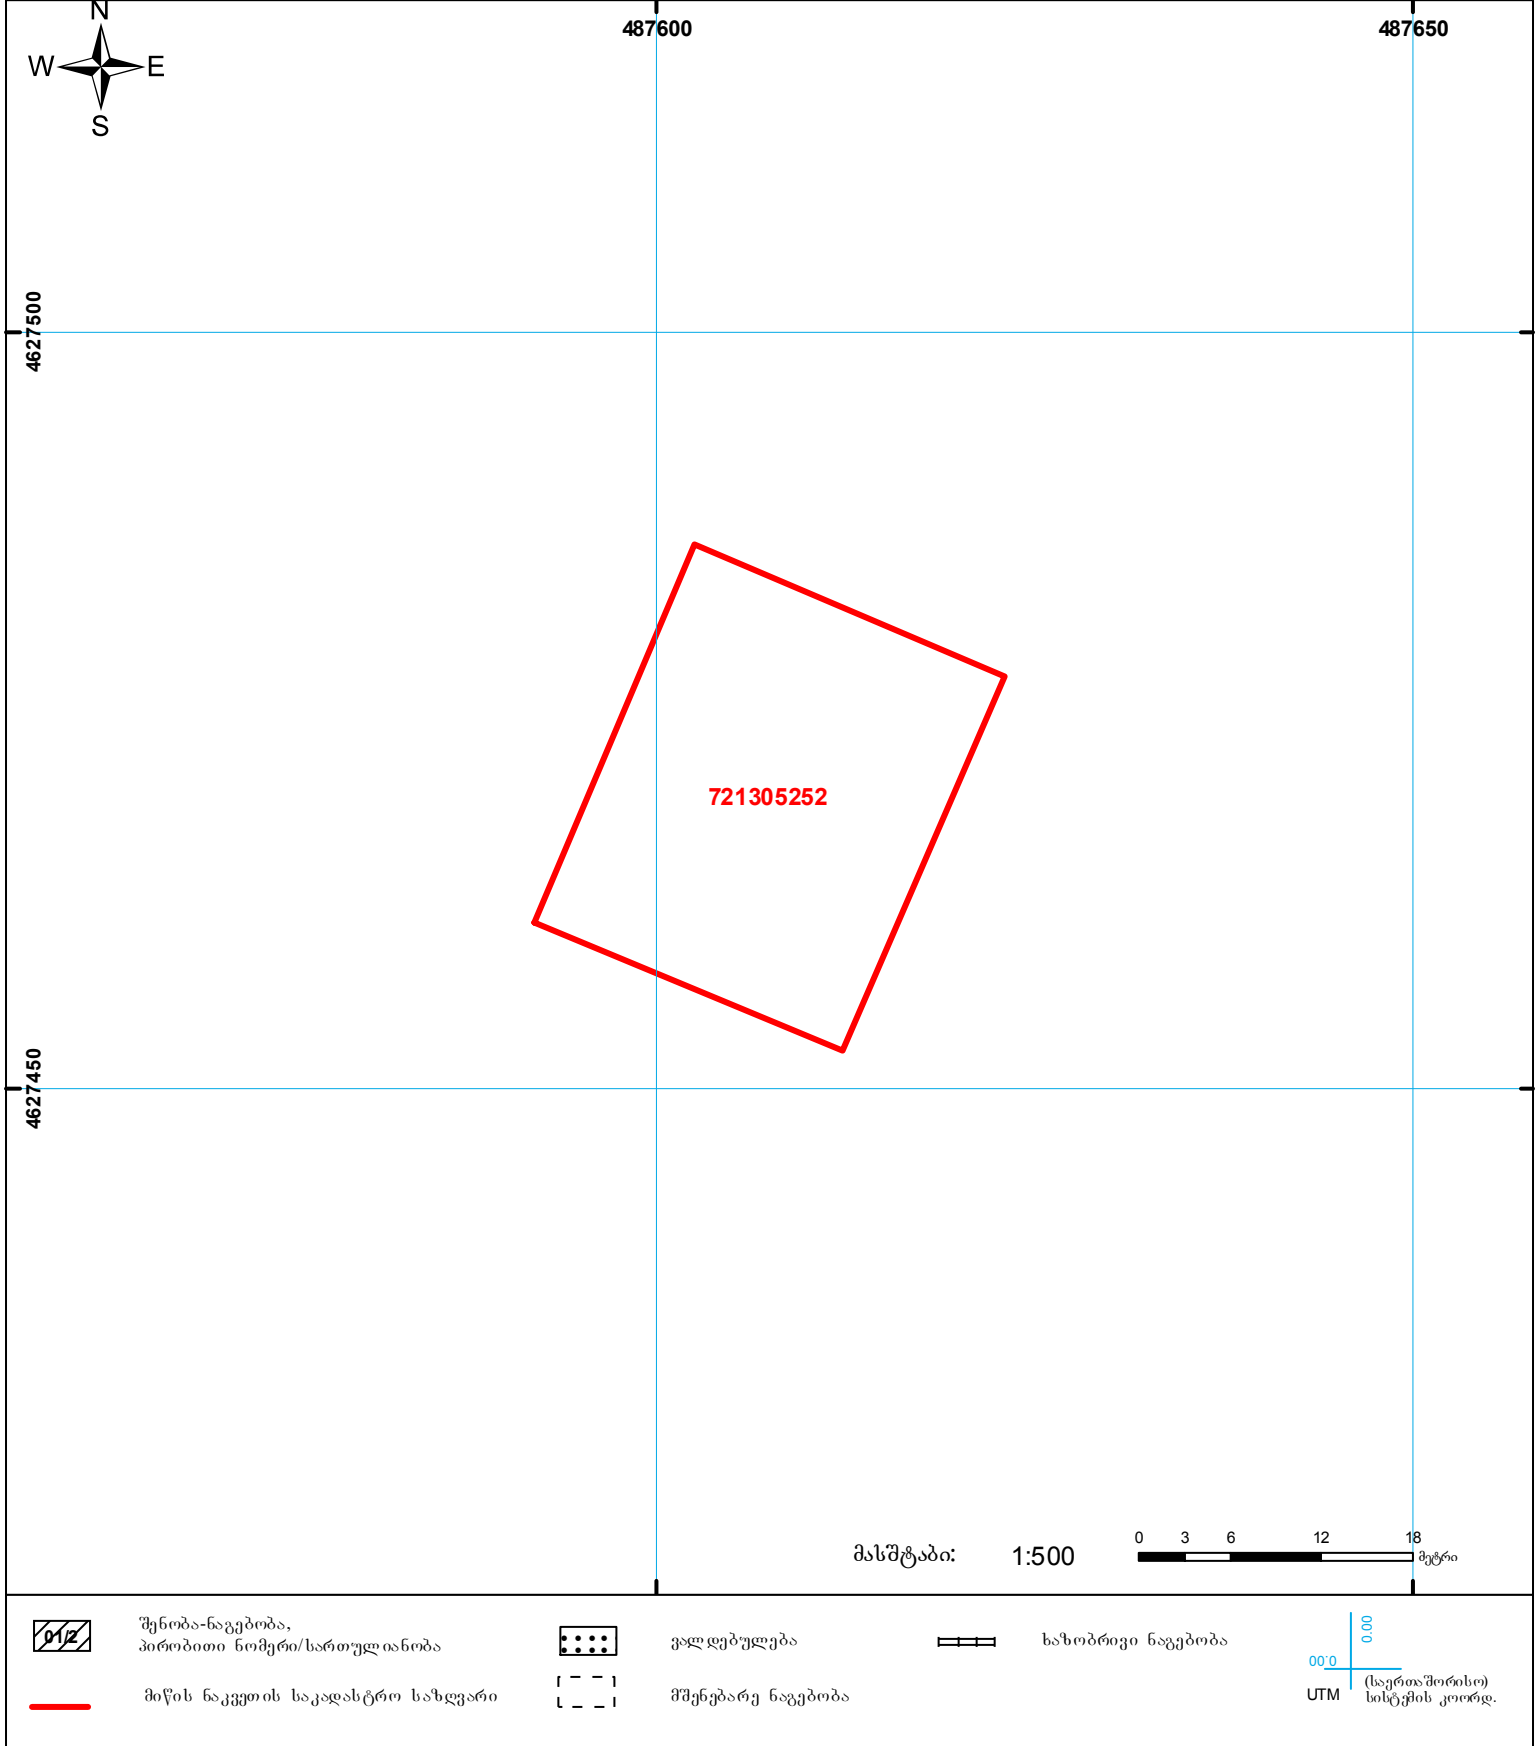 N
W E
S
487600 487650
4627500
4627450
721305252
მასშტაბი: 1:500
0 3 6 12 18
მეტრი
01/2
შენობა-ნაგებობა,
პირობითი ნომერი/სართულიანობა
ვალდებულება
ხაზობრივი ნაგებობა
მიწის ნაკვეთის საკადასტრო საზღვარი
მშენებარე ნაგებობა
0.00
0.00
UTM
(საერთაშორისო)
სისტემის კოორდ.